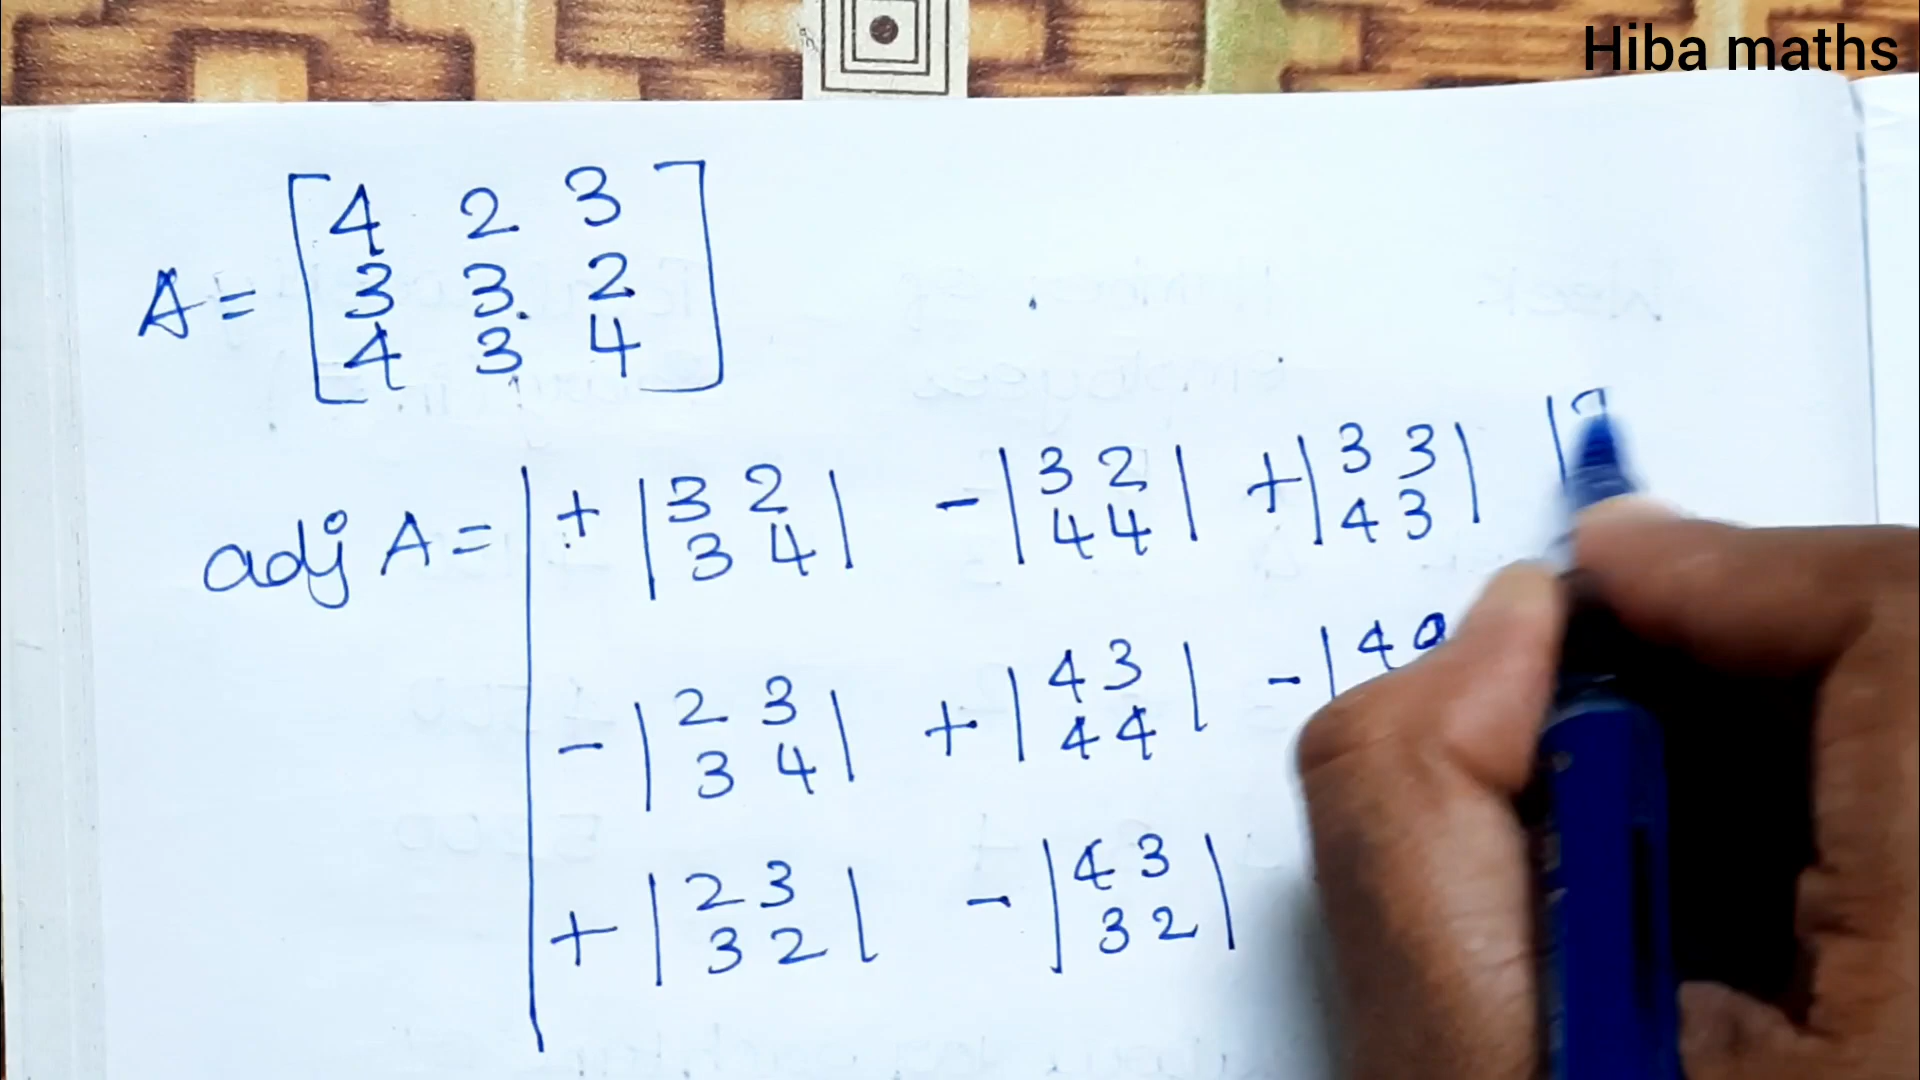 Hiba maths
4 2 3
A = 3 3 2
4 3 4
adj A = + |3 2| - |3 2| + |3 3| |
|3 4| |4 4| |4 3|
- |2 3| + |4 3| - |4
|3 4| |4 4|
+ |2 3| - |4 3|
|3 2| |3 2|